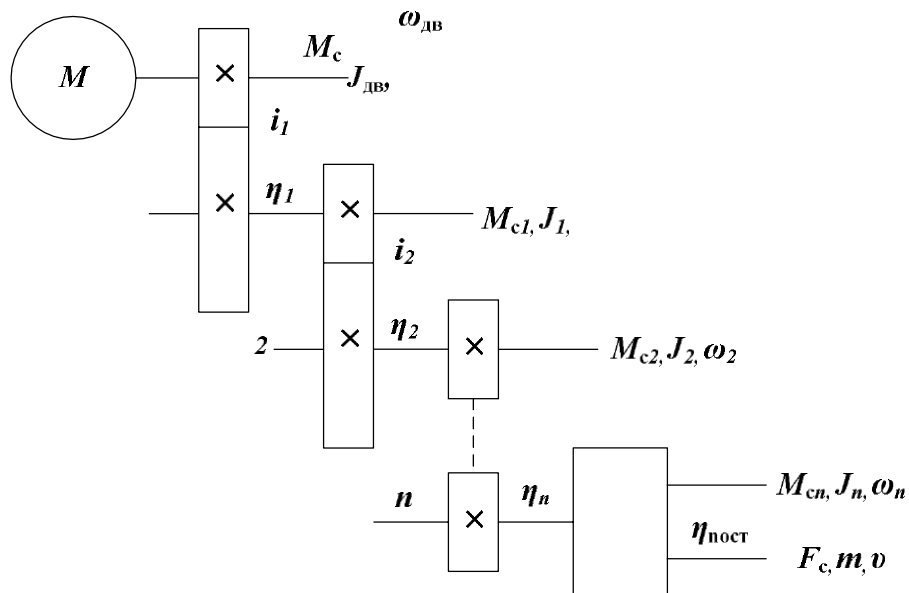 ω_дв
M_с
M
J_дв,
i_1
η_1
M_с1, J_1,
i_2
2
η_2
M_с2, J_2, ω_2
n
η_n
M_сn, J_n, ω_n
η_пост
F_с, m, υ